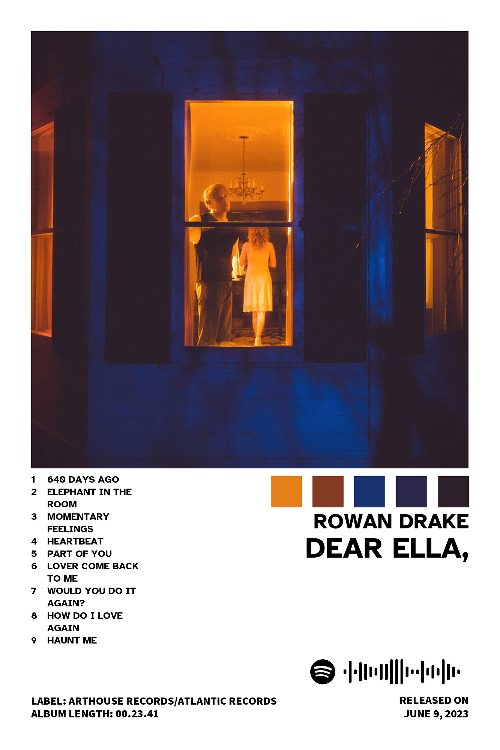 1 640 DAYS AGO
2 ELEPHANT IN THE
ROOM
3 MOMENTARY
FEELINGS
4 HEARTBEAT
5 PART OF YOU
6 LOVER COME BACK
TO ME
7 WOULD YOU DO IT
AGAIN?
8 HOW DO I LOVE
AGAIN
9 HAUNT ME
ROWAN DRAKE
DEAR ELLA,
LABEL: ARTHOUSE RECORDS/ATLANTIC RECORDS
ALBUM LENGTH: 00.23.41
RELEASED ON
JUNE 9, 2023